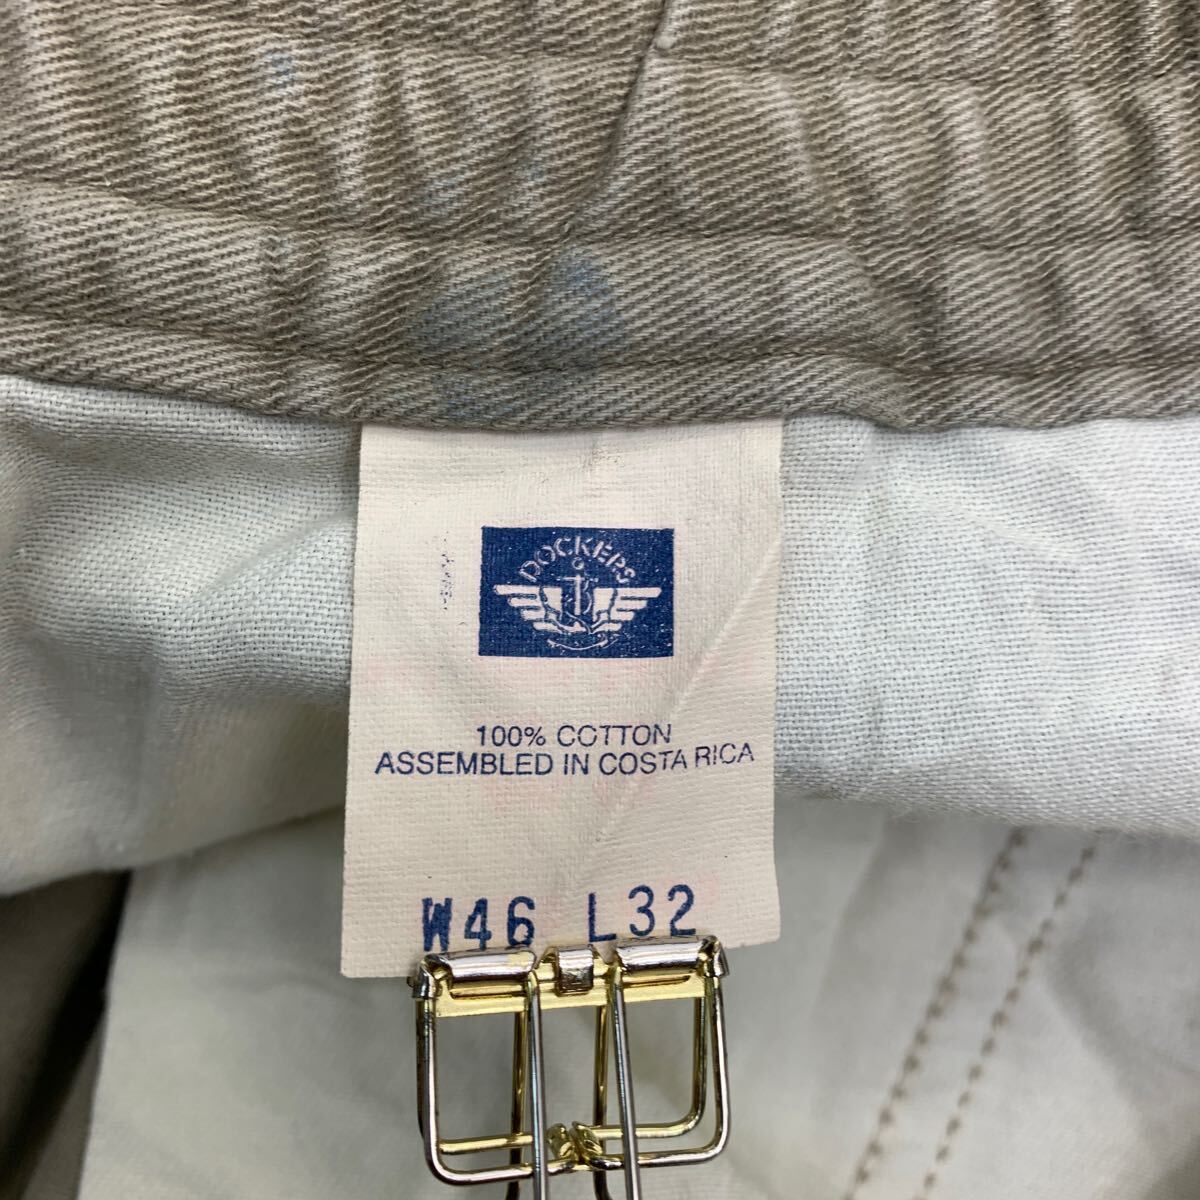 DOCKERS
100% COTTON
ASSEMBLED IN COSTA RICA
W46 L32